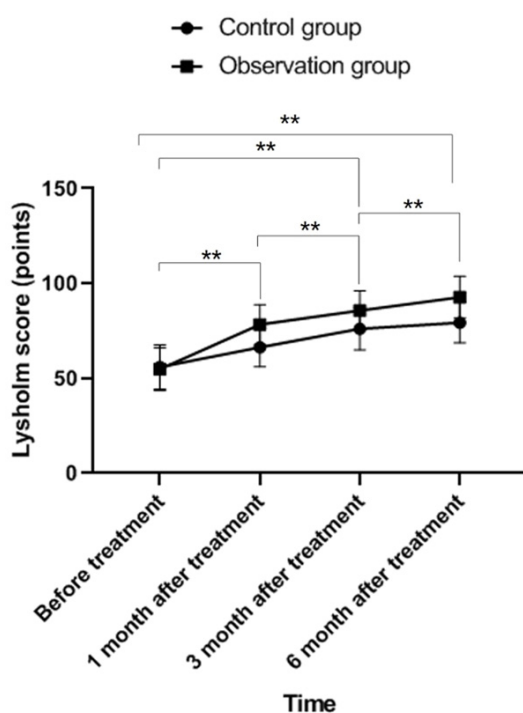 Control group
Observation group
**
**
**
**
**
150
100
50
0
Lysholm score (points)
Before treatment
1 month after treatment
3 month after treatment
6 month after treatment
Time